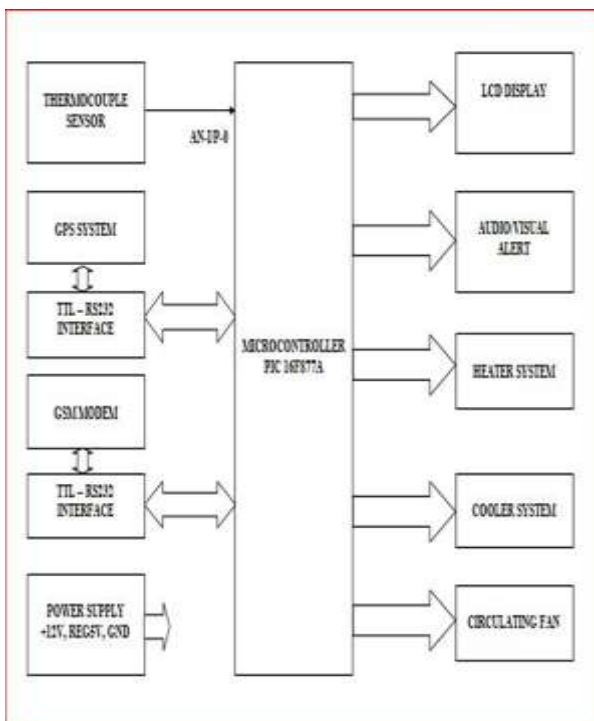 THERMOCOUPLE
SENSOR
AN-I/P-0
GPS SYSTEM
TTL – RS232
INTERFACE
GSM MODEM
TTL – RS232
INTERFACE
POWER SUPPLY
+12V, REG5V, GND
MICROCONTROLLER
PIC 16F877A
LCD DISPLAY
AUDIO/VISUAL
ALERT
HEATER SYSTEM
COOLER SYSTEM
CIRCULATING FAN